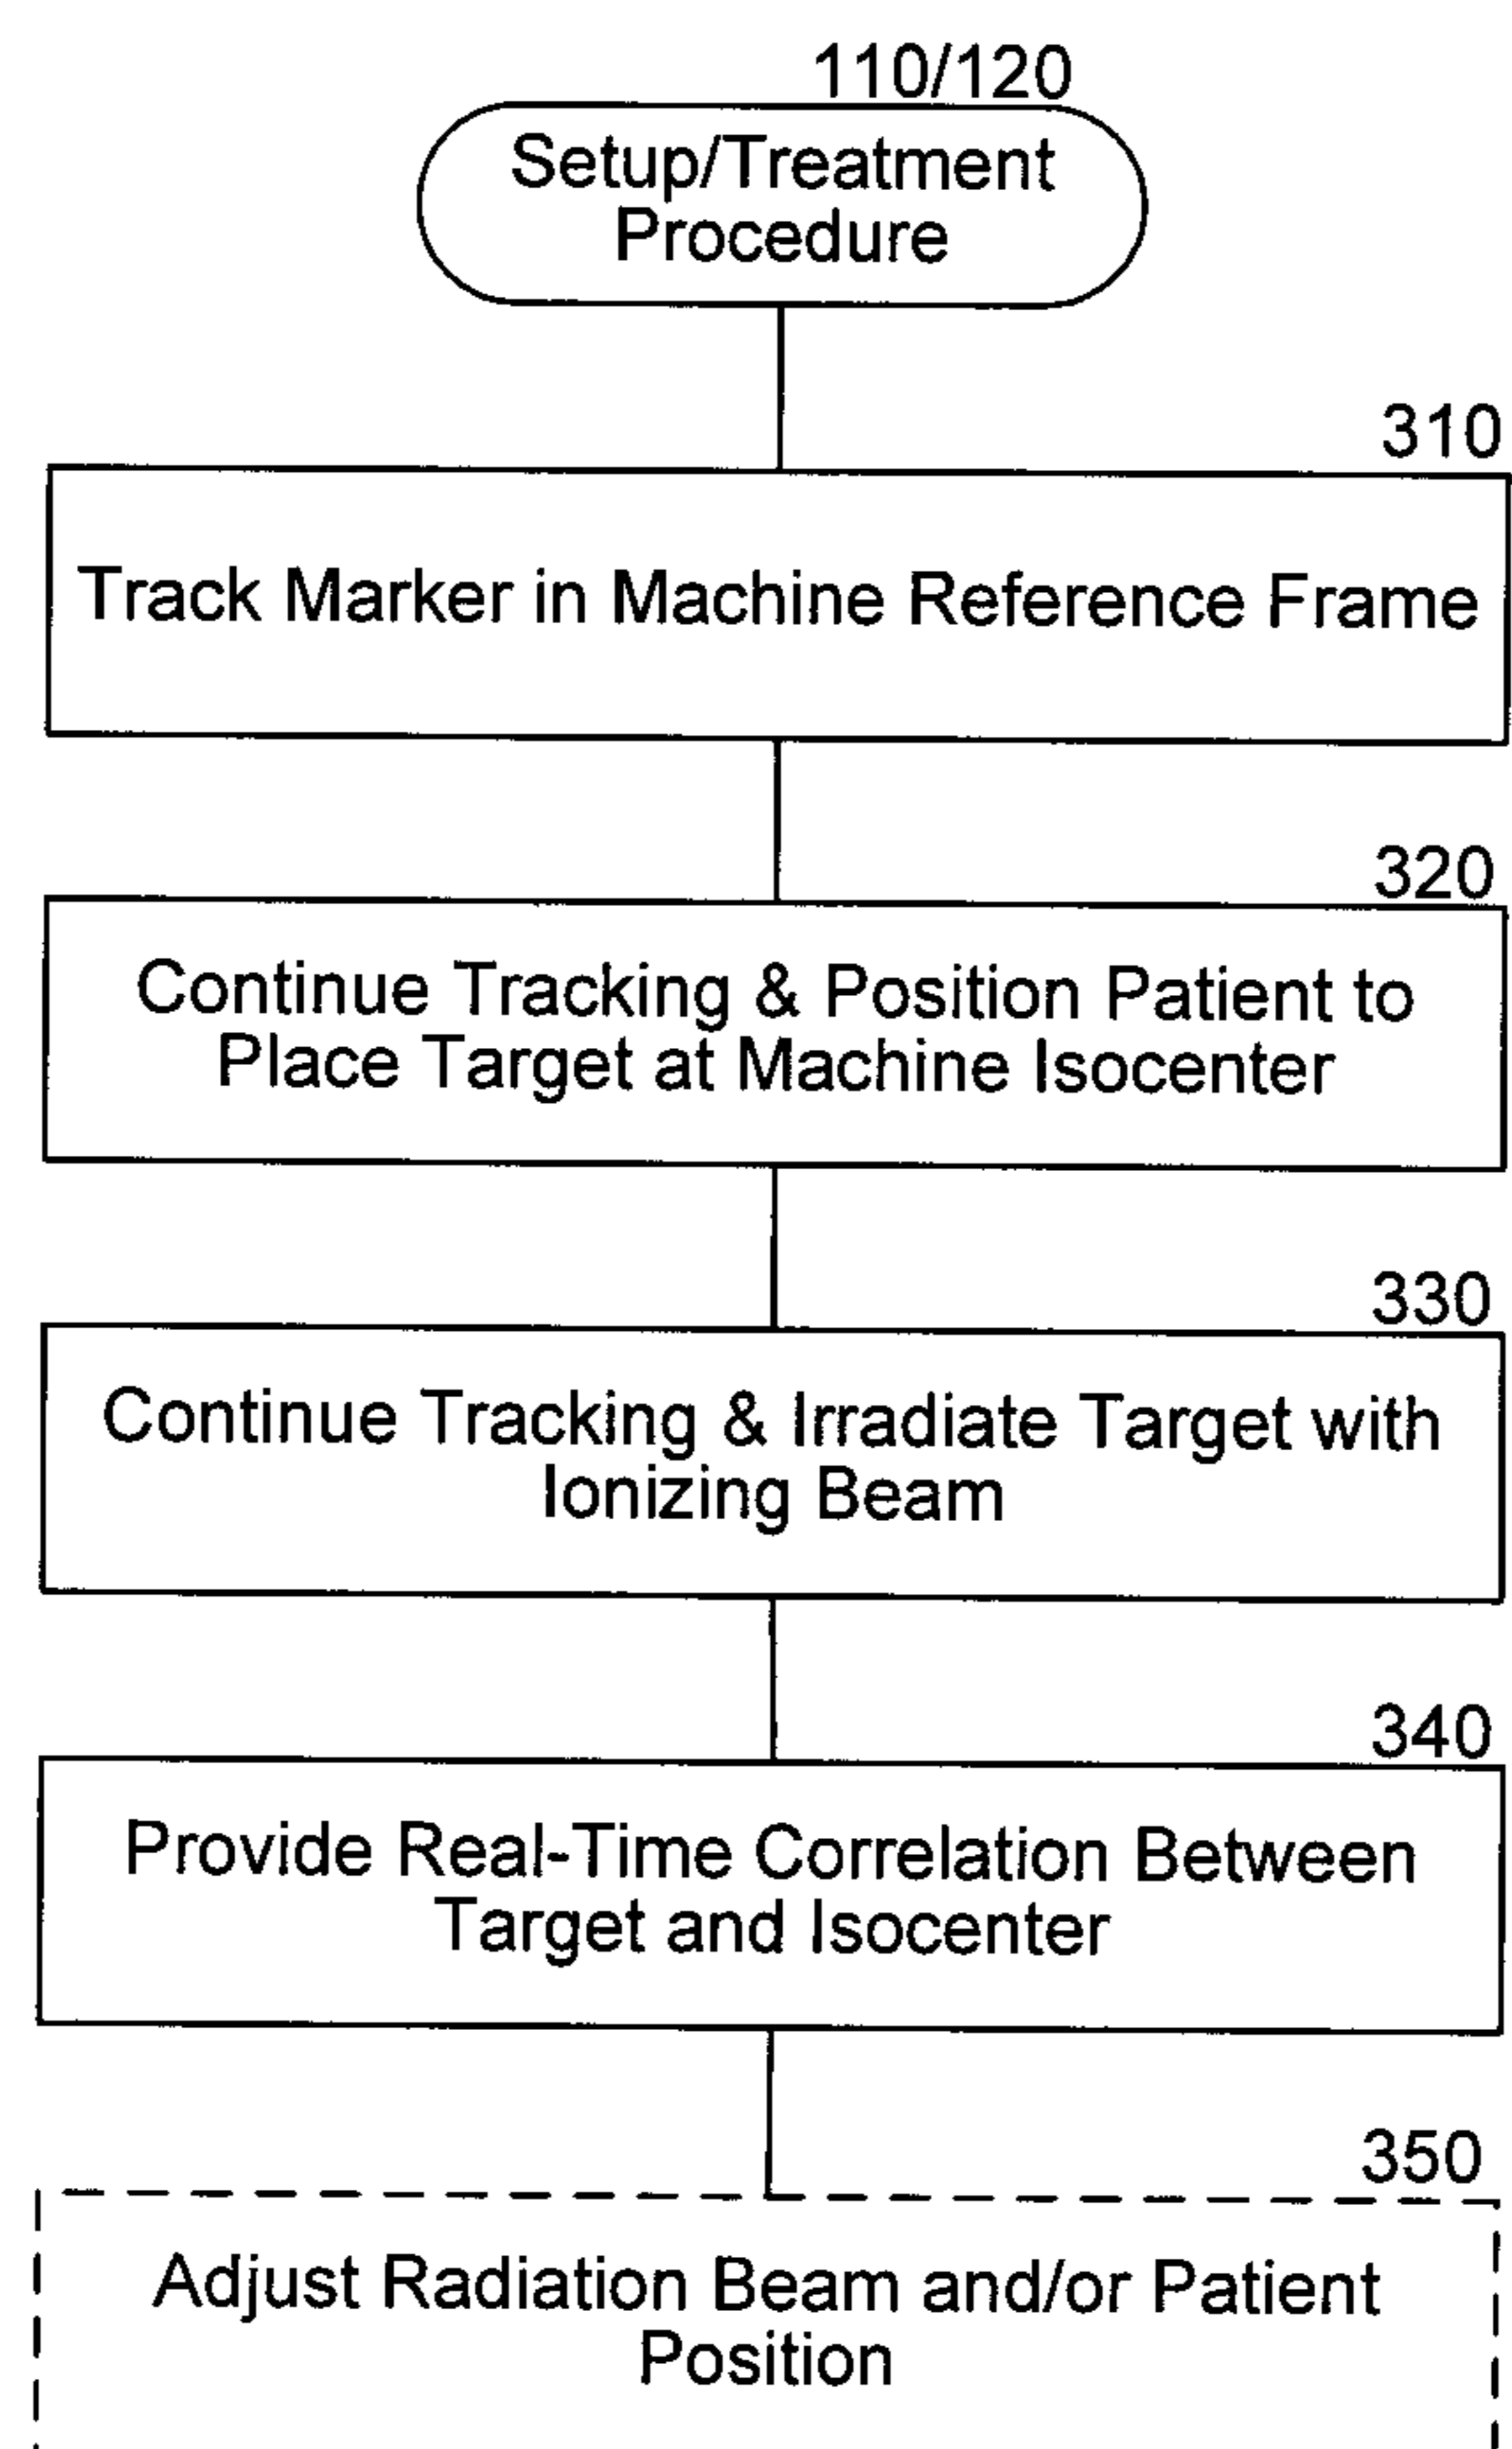 110/120
Setup/Treatment
Procedure
310
Track Marker in Machine Reference Frame
320
Continue Tracking & Position Patient to
Place Target at Machine Isocenter
330
Continue Tracking & Irradiate Target with
Ionizing Beam
340
Provide Real-Time Correlation Between
Target and Isocenter
350
Adjust Radiation Beam and/or Patient
Position